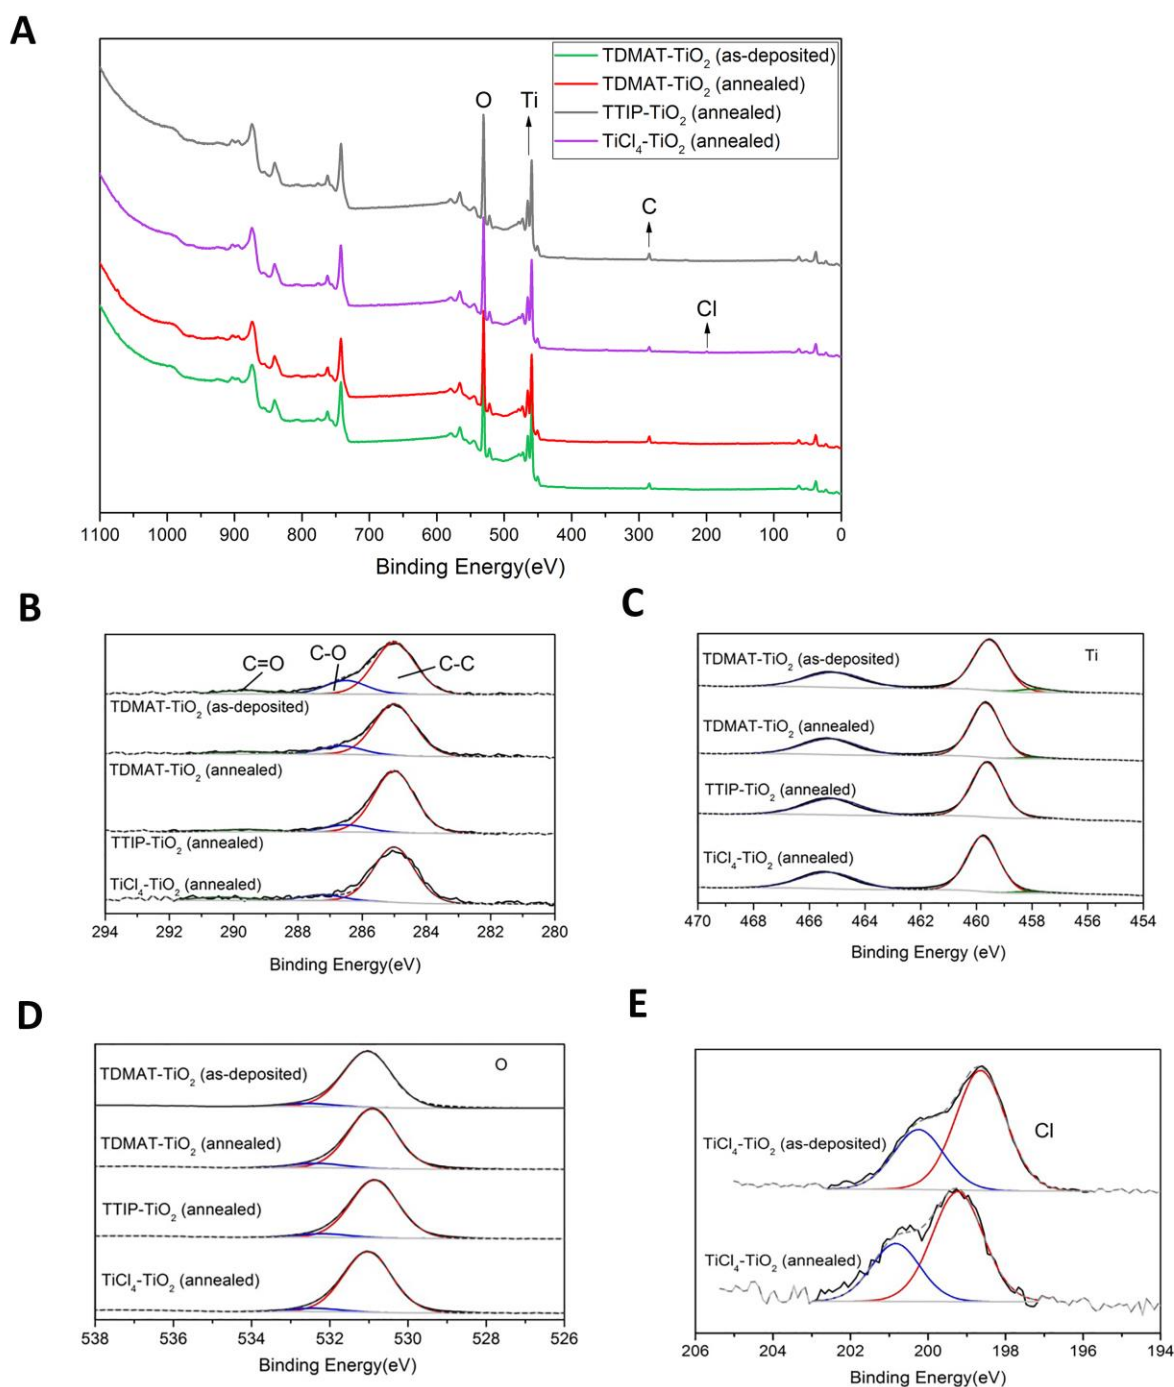 A
TDMAT-TiO₂ (as-deposited)
TDMAT-TiO₂ (annealed)
TTIP-TiO₂ (annealed)
TiCl₄-TiO₂ (annealed)
O
Ti
C
Cl
1100 1000 900 800 700 600 500 400 300 200 100 0
Binding Energy(eV)
B
C=O
C-O
C-C
TDMAT-TiO₂ (as-deposited)
TDMAT-TiO₂ (annealed)
TTIP-TiO₂ (annealed)
TiCl₄-TiO₂ (annealed)
294 292 290 288 286 284 282 280
Binding Energy(eV)
C
Ti
TDMAT-TiO₂ (as-deposited)
TDMAT-TiO₂ (annealed)
TTIP-TiO₂ (annealed)
TiCl₄-TiO₂ (annealed)
470 468 466 464 462 460 458 456 454
Binding Energy (eV)
D
O
TDMAT-TiO₂ (as-deposited)
TDMAT-TiO₂ (annealed)
TTIP-TiO₂ (annealed)
TiCl₄-TiO₂ (annealed)
538 536 534 532 530 528 526
Binding Energy(eV)
E
Cl
TiCl₄-TiO₂ (as-deposited)
TiCl₄-TiO₂ (annealed)
206 204 202 200 198 196 194
Binding Energy(eV)